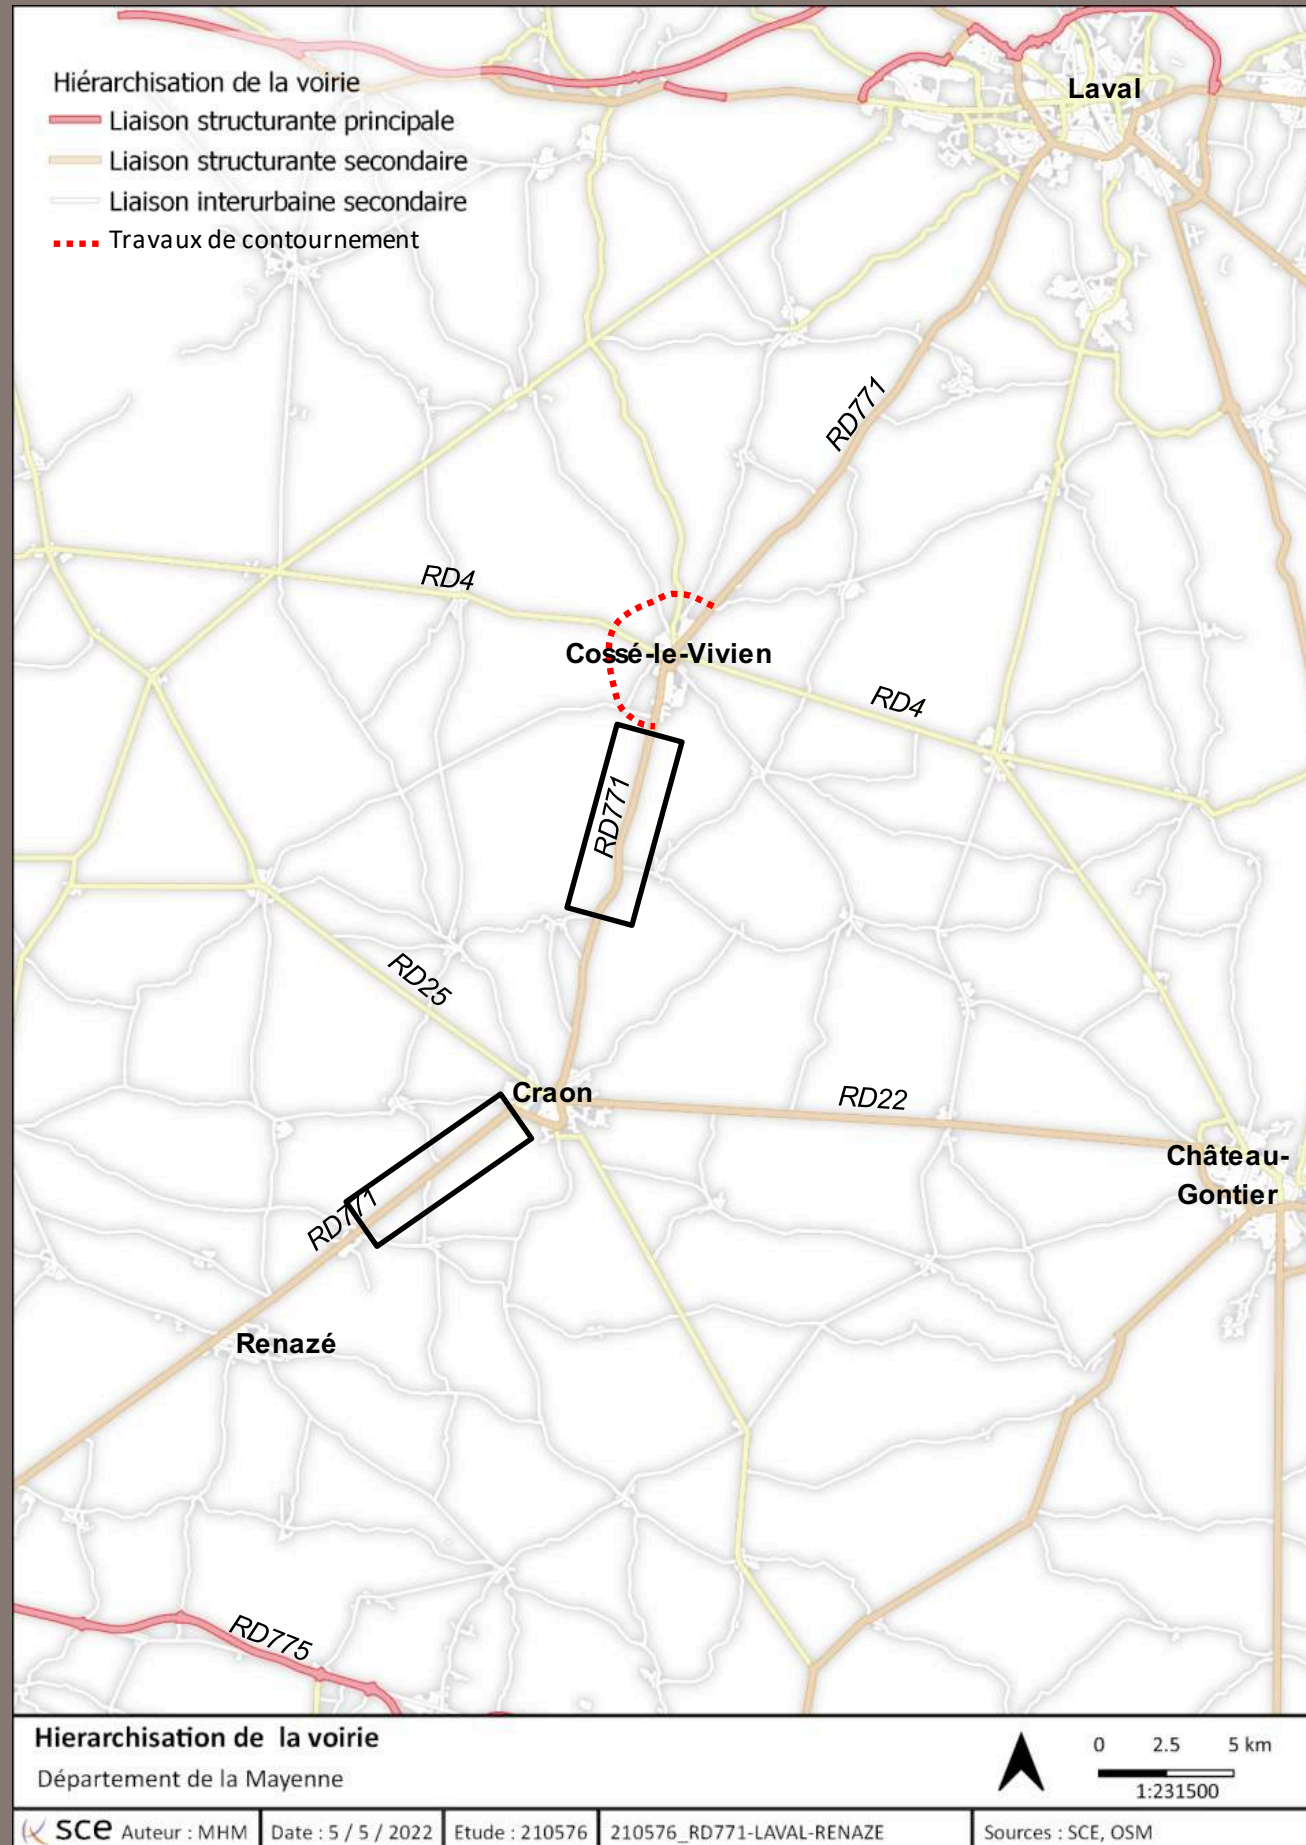 Hiérarchisation de la voirie
Liaison structurante principale
Liaison structurante secondaire
Liaison interurbaine secondaire
Travaux de contournement
Laval
RD771
RD4
Cossé-le-Vivien
RD4
RD771
RD25
Craon
RD22
Château-
Gontier
RD771
Renazé
RD775
Hierarchisation de la voirie
Département de la Mayenne
0 2.5 5 km
1:231500
sce Auteur : MHM
Date : 5 / 5 / 2022
Etude : 210576
210576_RD771-LAVAL-RENAZE
Sources : SCE, OSM